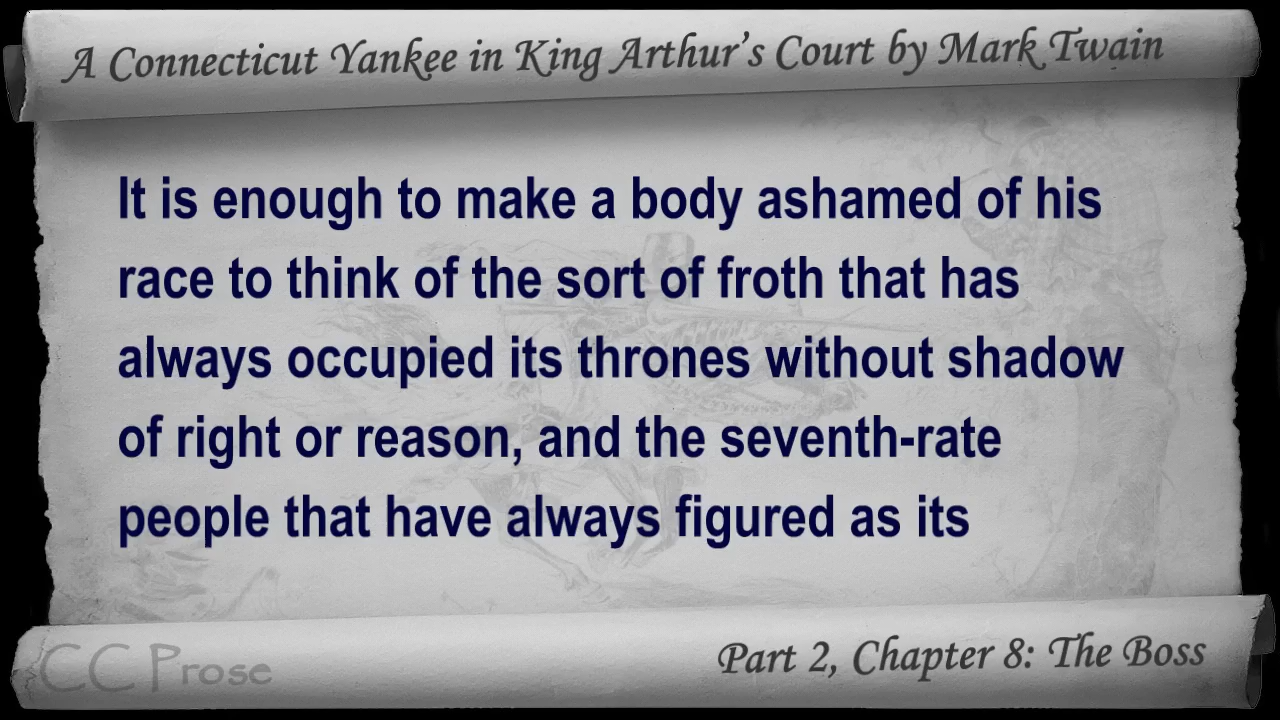 A Connecticut Yankee in King Arthur's Court by Mark Twain
It is enough to make a body ashamed of his
race to think of the sort of froth that has
always occupied its thrones without shadow
of right or reason, and the seventh-rate
people that have always figured as its
CC Prose
Part 2, Chapter 8: The Boss